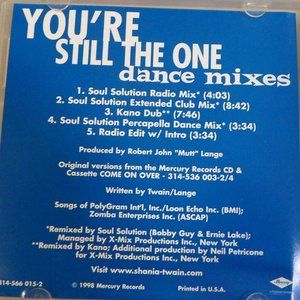 YOU'RE
STILL THE ONE
dance mixes
1. Soul Solution Radio Mix* (4:03)
2. Soul Solution Extended Club Mix* (8:42)
3. Kano Dub** (7:46)
4. Soul Solution Percapella Dance Mix* (3:34)
5. Radio Edit w/ Intro (3:34)
Produced by Robert John "Mutt" Lange
Original versions from the Mercury Records CD &
Cassette COME ON OVER - 314-536 003-2/4
Written by Twain/Lange
Songs of PolyGram Int'l, Inc./Loon Echo Inc. (BMI);
Zomba Enterprises Inc. (ASCAP)
*Remixed by Soul Solution (Bobby Guy & Ernie Lake);
Managed by X-Mix Productions Inc., New York
**Remixed by Kano; Additional production by Neil Petricone
for X-Mix Productions Inc., New York
Visit www.shania-twain.com
314-566 015-2
© 1998 Mercury Records
Printed in U.S.A.